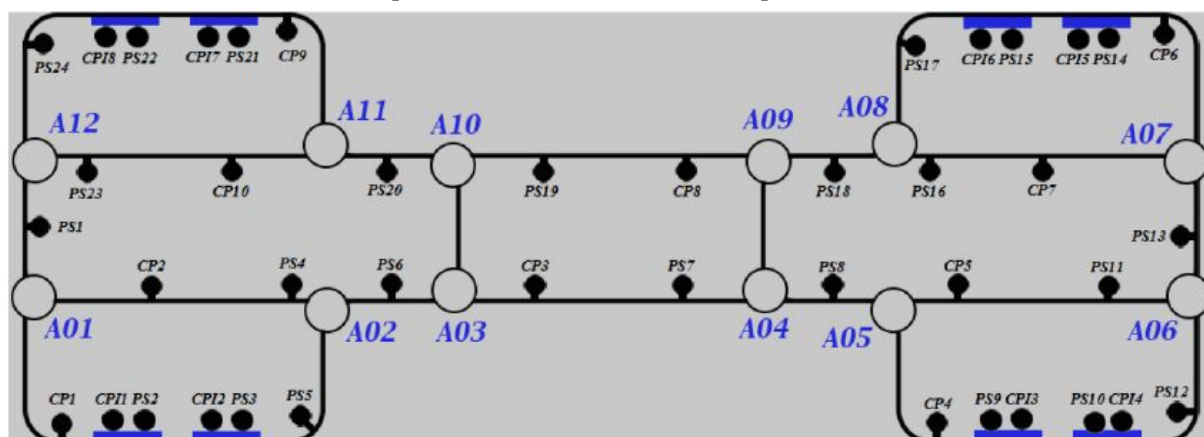 PS24 CPI8 PS22 CPI7 PS21 CP9 PS17 CPI6 PS15 CPI5 PS14 CP6
A12 A11 A10 A09 A08 A07
PS23 CP10 PS20 PS19 CP8 PS18 PS16 CP7
PS1 PS13
CP2 PS4 PS6 CP3 PS7 PS8 CP5 PS11
A01 A02 A03 A04 A05 A06
CP1 CPI1 PS2 CPI2 PS3 PS5 CP4 PS9 CPI3 PS10 CPI4 PS12